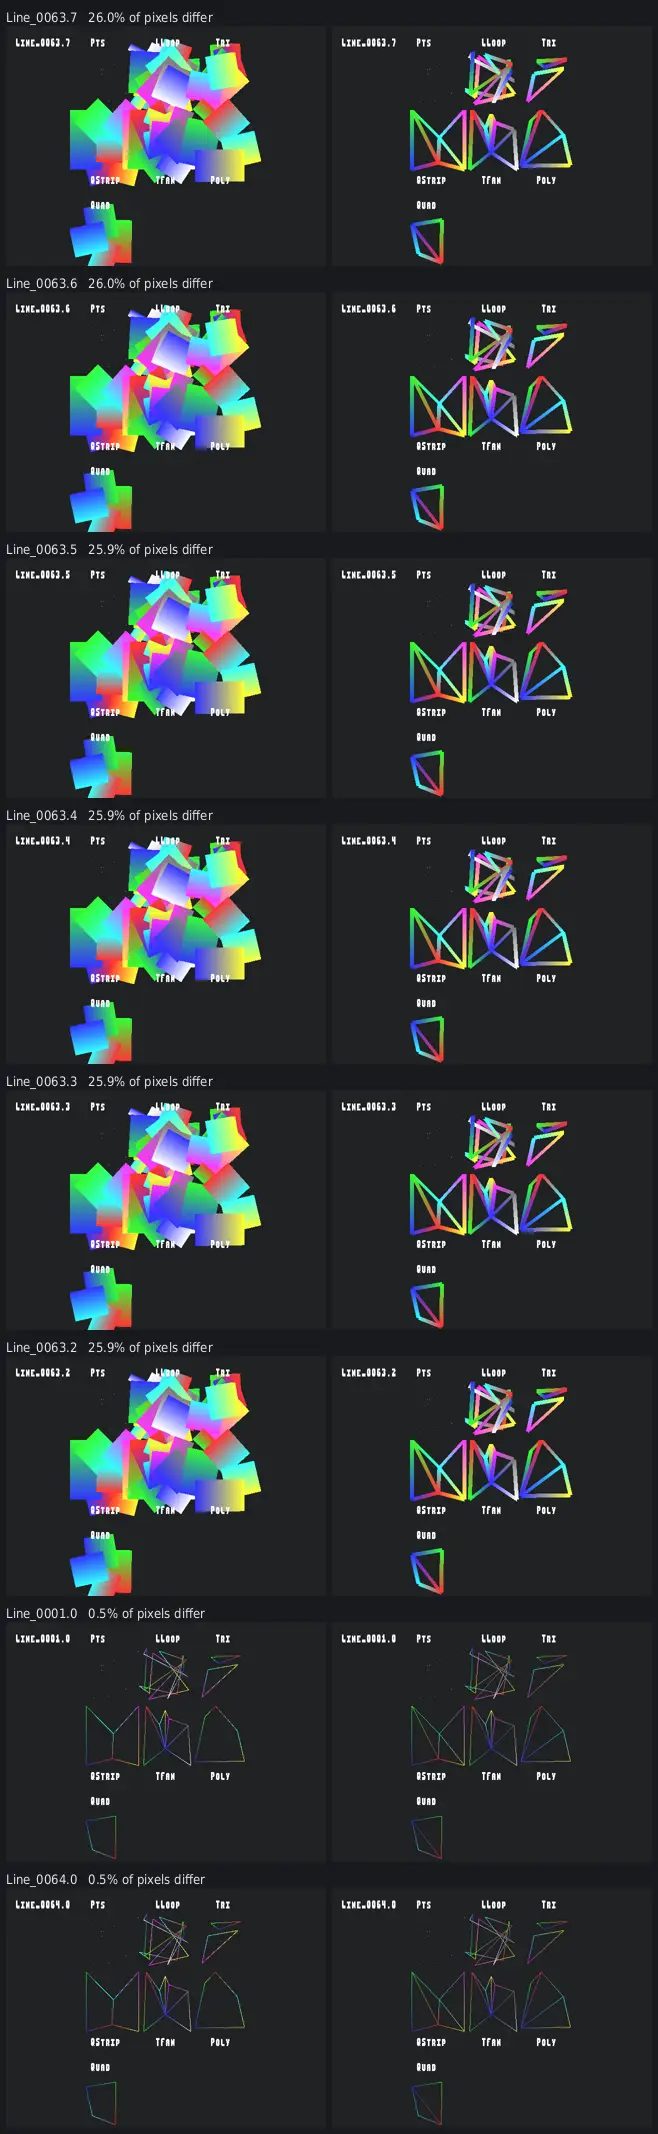 Line_0063.7 26.0% of pixels differ
LINE_0063.7 PTS LLOOP TRI
QSTRIP TFAN POLY
QUAD
LINE_0063.7 PTS LLOOP TRI
QSTRIP TFAN POLY
QUAD
Line_0063.6 26.0% of pixels differ
LINE_0063.6 PTS LLOOP TRI
QSTRIP TFAN POLY
QUAD
LINE_0063.6 PTS LLOOP TRI
QSTRIP TFAN POLY
QUAD
Line_0063.5 25.9% of pixels differ
LINE_0063.5 PTS LLOOP TRI
QSTRIP TFAN POLY
QUAD
LINE_0063.5 PTS LLOOP TRI
QSTRIP TFAN POLY
QUAD
Line_0063.4 25.9% of pixels differ
LINE_0063.4 PTS LLOOP TRI
QSTRIP TFAN POLY
QUAD
LINE_0063.4 PTS LLOOP TRI
QSTRIP TFAN POLY
QUAD
Line_0063.3 25.9% of pixels differ
LINE_0063.3 PTS LLOOP TRI
QSTRIP TFAN POLY
QUAD
LINE_0063.3 PTS LLOOP TRI
QSTRIP TFAN POLY
QUAD
Line_0063.2 25.9% of pixels differ
LINE_0063.2 PTS LLOOP TRI
QSTRIP TFAN POLY
QUAD
LINE_0063.2 PTS LLOOP TRI
QSTRIP TFAN POLY
QUAD
Line_0001.0 0.5% of pixels differ
LINE_0001.0 PTS LLOOP TRI
QSTRIP TFAN POLY
QUAD
LINE_0001.0 PTS LLOOP TRI
QSTRIP TFAN POLY
QUAD
Line_0064.0 0.5% of pixels differ
LINE_0064.0 PTS LLOOP TRI
QSTRIP TFAN POLY
QUAD
LINE_0064.0 PTS LLOOP TRI
QSTRIP TFAN POLY
QUAD